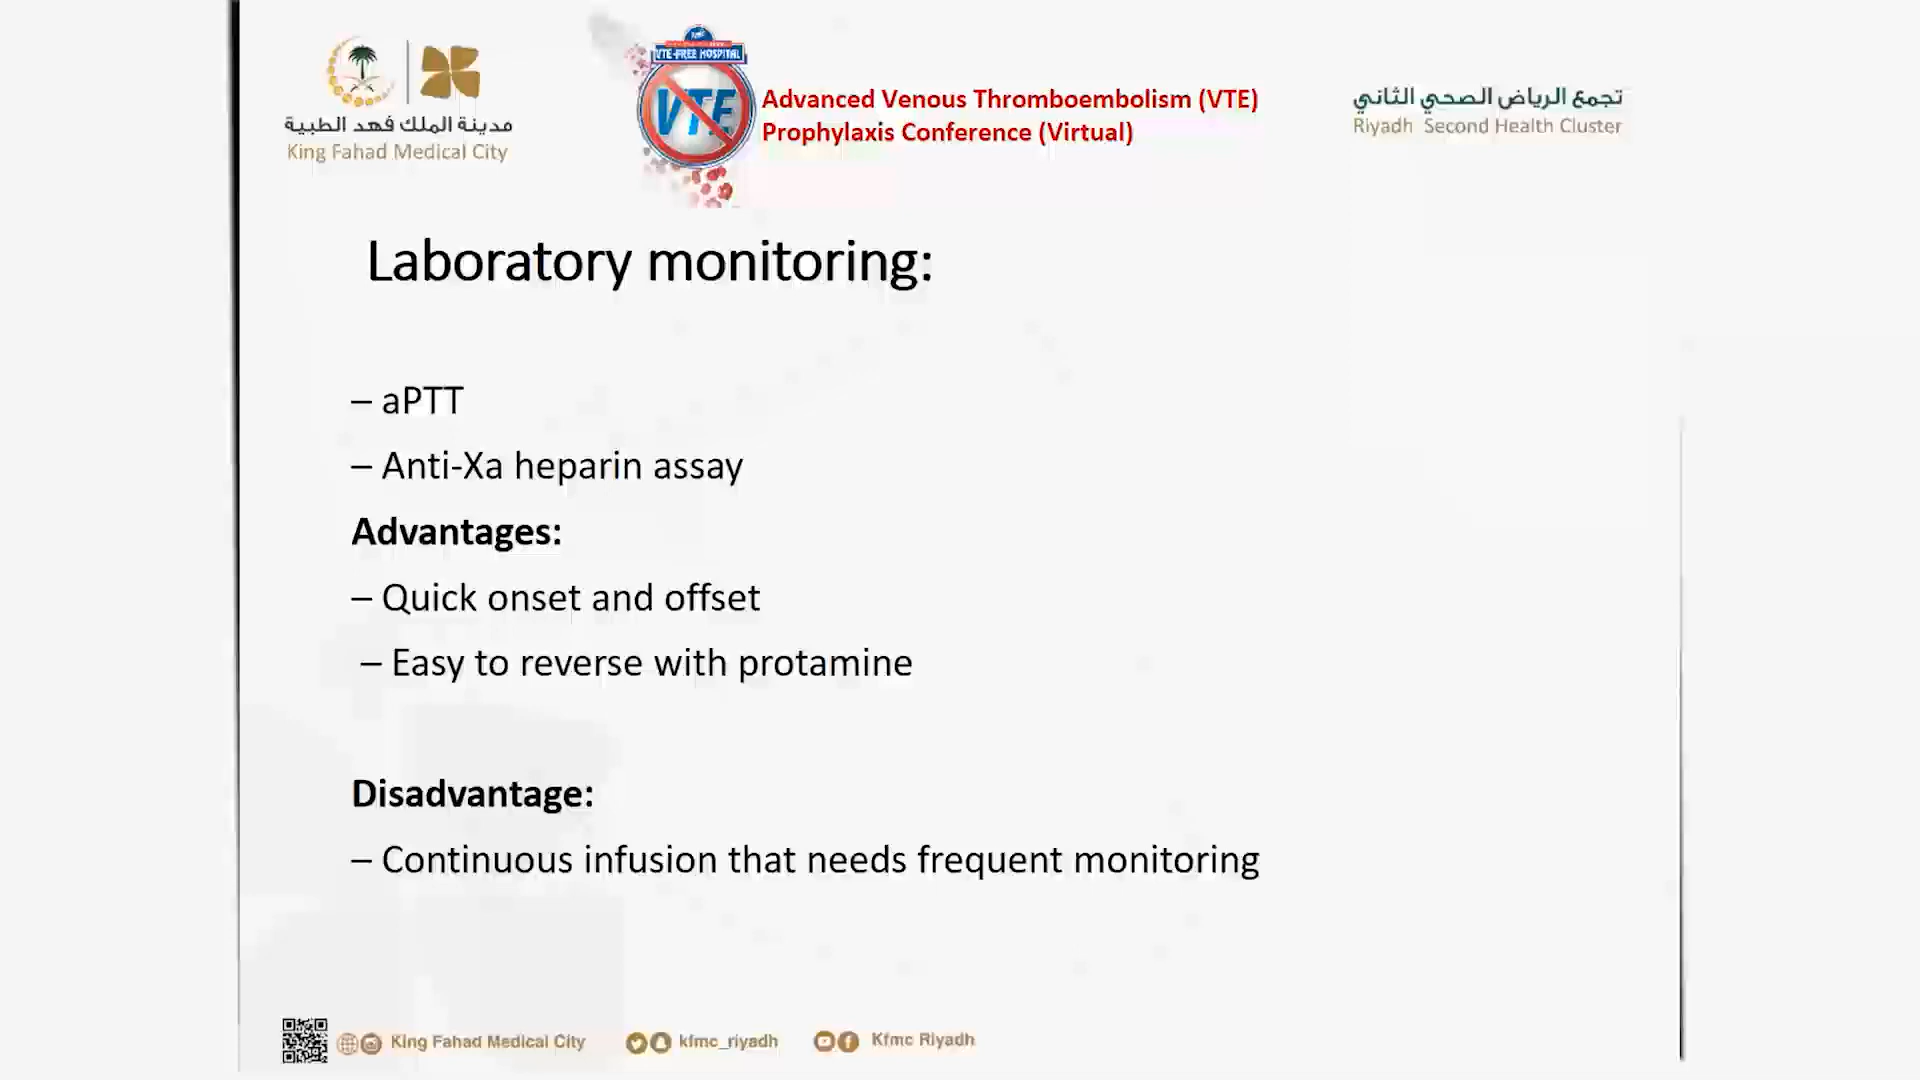 مدينة الملك فهد الطبية
King Fahad Medical City
VTE-FREE HOSPITAL
VTE
Advanced Venous Thromboembolism (VTE)
Prophylaxis Conference (Virtual)
تجمع الرياض الصحي الثاني
Riyadh Second Health Cluster
Laboratory monitoring:
– aPTT
– Anti-Xa heparin assay
Advantages:
– Quick onset and offset
– Easy to reverse with protamine
Disadvantage:
– Continuous infusion that needs frequent monitoring
King Fahad Medical City
kfmc_riyadh
Kfmc Riyadh